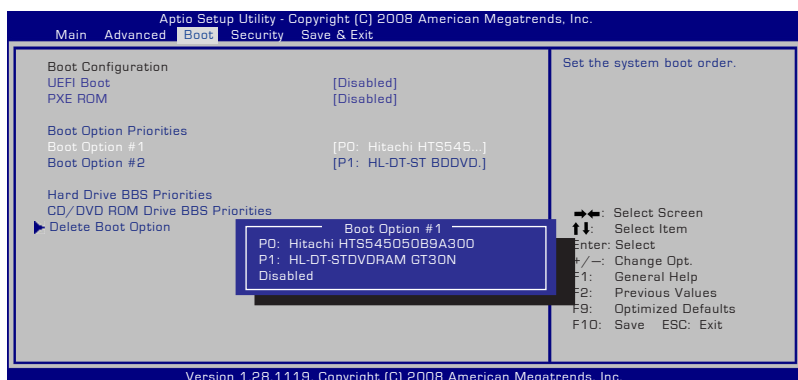 Aptio Setup Utility - Copyright (C) 2008 American Megatrends, Inc.
Main Advanced Boot Security Save & Exit
Boot Configuration
UEFI Boot [Disabled]
PXE ROM [Disabled]
Boot Option Priorities
Boot Option #1 [P0: Hitachi HTS545...]
Boot Option #2 [P1: HL-DT-ST BDDVD.]
Hard Drive BBS Priorities
CD/DVD ROM Drive BBS Priorities
Delete Boot Option
Boot Option #1
P0: Hitachi HTS545050B9A300
P1: HL-DT-STDVDRAM GT30N
Disabled
Set the system boot order.
→←: Select Screen
↑↓: Select Item
Enter: Select
+/—: Change Opt.
F1: General Help
F2: Previous Values
F9: Optimized Defaults
F10: Save ESC: Exit
Version 1.28.1119. Copyright (C) 2008 American Megatrends, Inc.